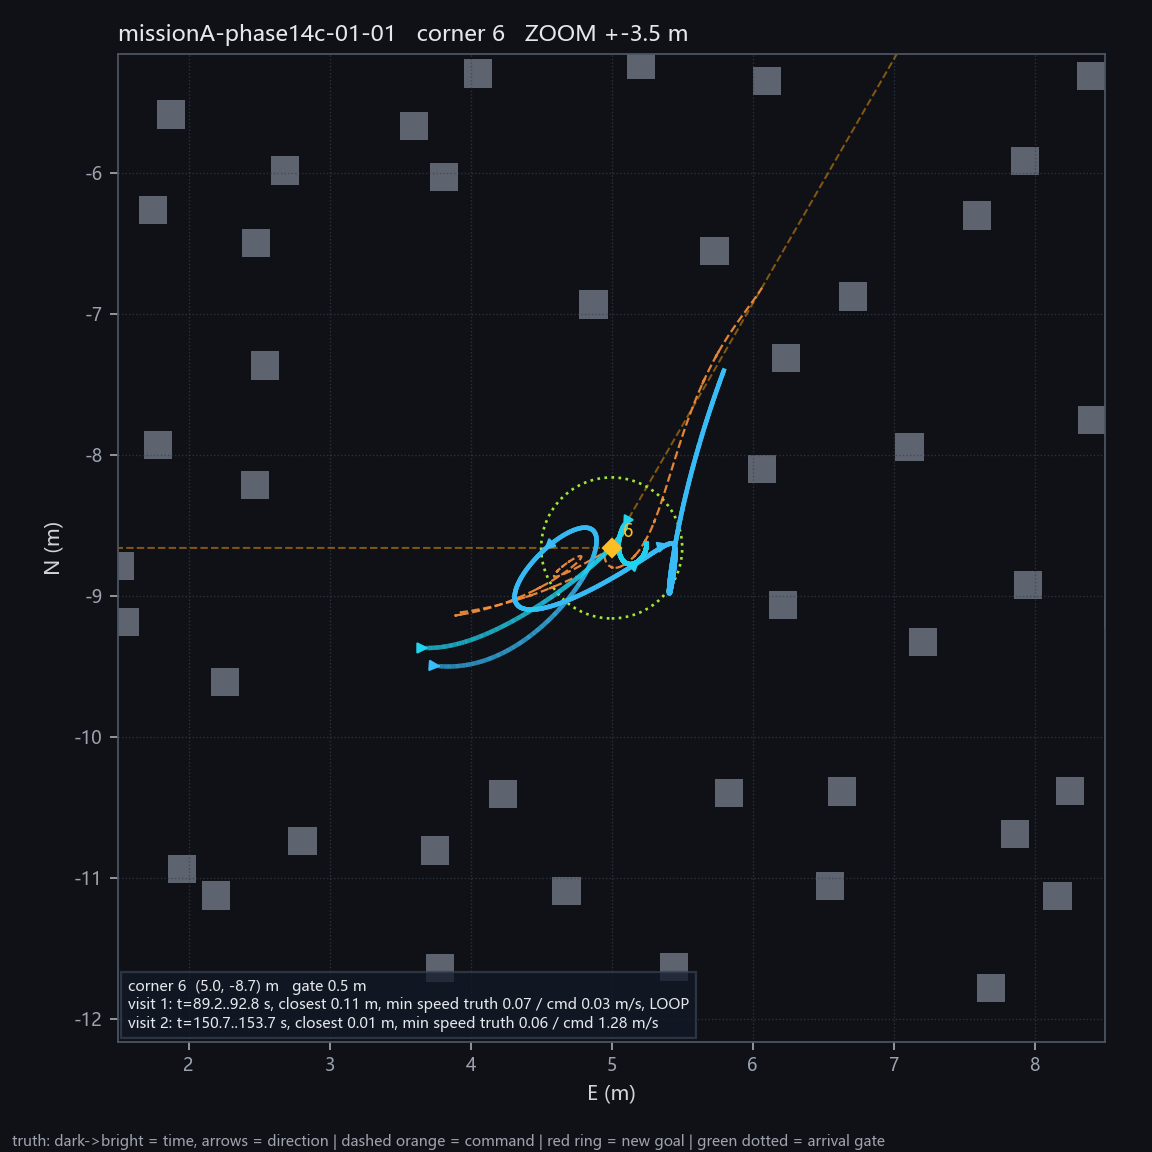 missionA-phase14c-01-01   corner 6   ZOOM +-3.5 m
-6
-7
-8
-9
-10
-11
-12
N (m)
6
corner 6  (5.0, -8.7) m   gate 0.5 m
visit 1: t=89.2..92.8 s, closest 0.11 m, min speed truth 0.07 / cmd 0.03 m/s, LOOP
visit 2: t=150.7..153.7 s, closest 0.01 m, min speed truth 0.06 / cmd 1.28 m/s
2 3 4 5 6 7 8
E (m)
truth: dark->bright = time, arrows = direction | dashed orange = command | red ring = new goal | green dotted = arrival gate